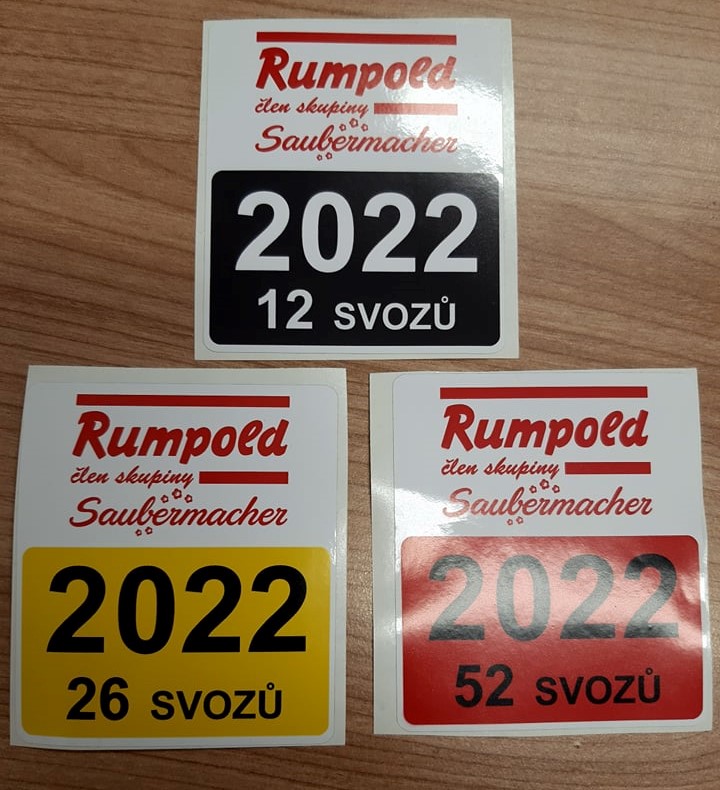 Rumpold
člen skupiny
Saubermacher
2022
12 SVOZŮ
Rumpold
člen skupiny
Saubermacher
2022
26 SVOZŮ
Rumpold
člen skupiny
Saubermacher
2022
52 SVOZŮ